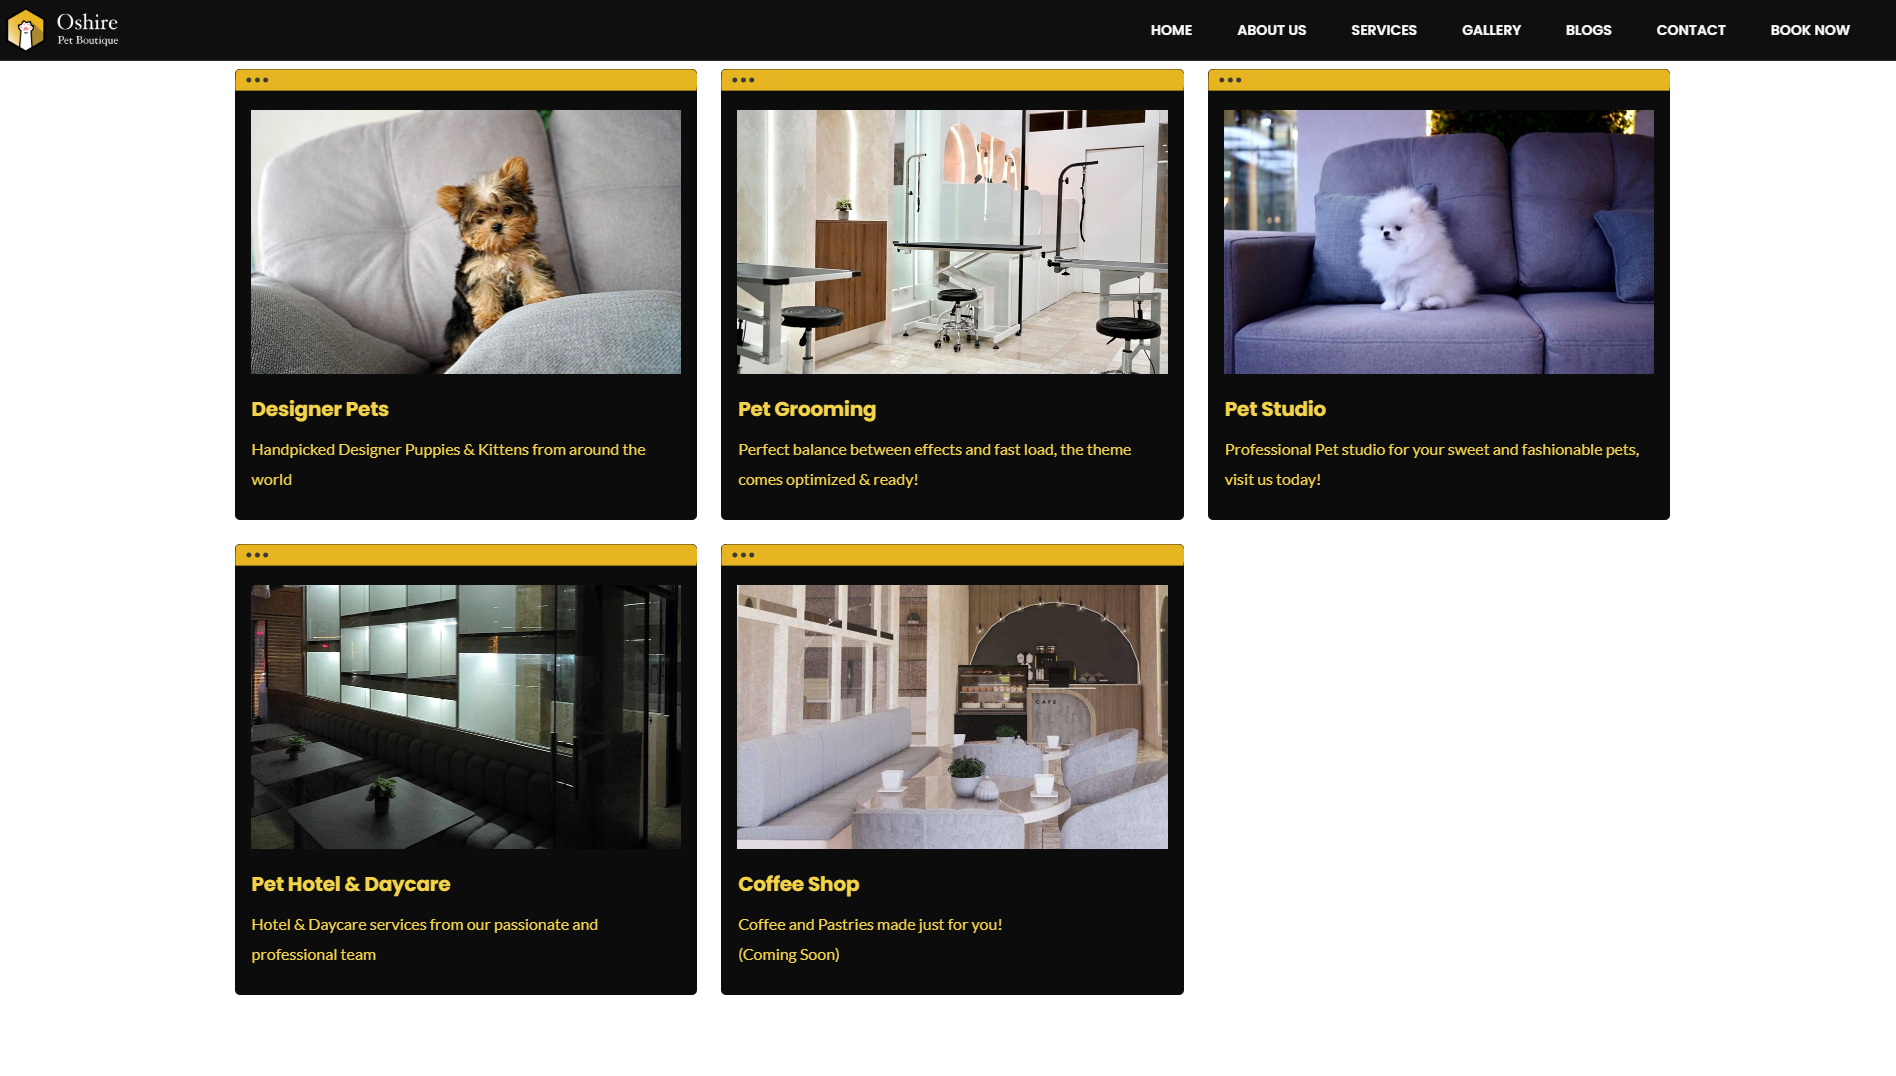 Oshire
Pet Boutique
HOME
ABOUT US
SERVICES
GALLERY
BLOGS
CONTACT
BOOK NOW
Designer Pets
Handpicked Designer Puppies & Kittens from around the
world
Pet Grooming
Perfect balance between effects and fast load, the theme
comes optimized & ready!
Pet Studio
Professional Pet studio for your sweet and fashionable pets,
visit us today!
CAFE
Pet Hotel & Daycare
Hotel & Daycare services from our passionate and
professional team
Coffee Shop
Coffee and Pastries made just for you!
(Coming Soon)